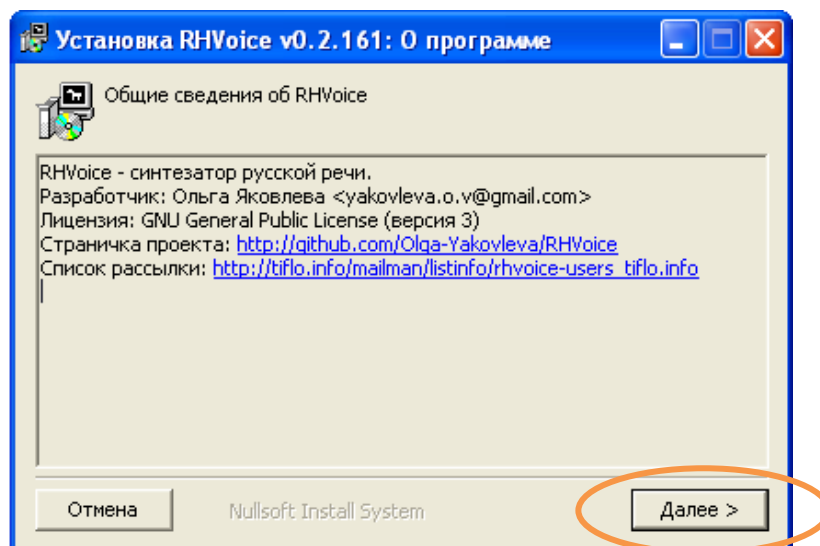 Установка RHVoice v0.2.161: О программе
Общие сведения об RHVoice
RHVoice - синтезатор русской речи.
Разработчик: Ольга Яковлева <yakovleva.o.v@gmail.com>
Лицензия: GNU General Public License (версия 3)
Страничка проекта: http://github.com/Olga-Yakovleva/RHVoice
Список рассылки: http://tiflo.info/mailman/listinfo/rhvoice-users_tiflo.info
Отмена
Nullsoft Install System
Далее >